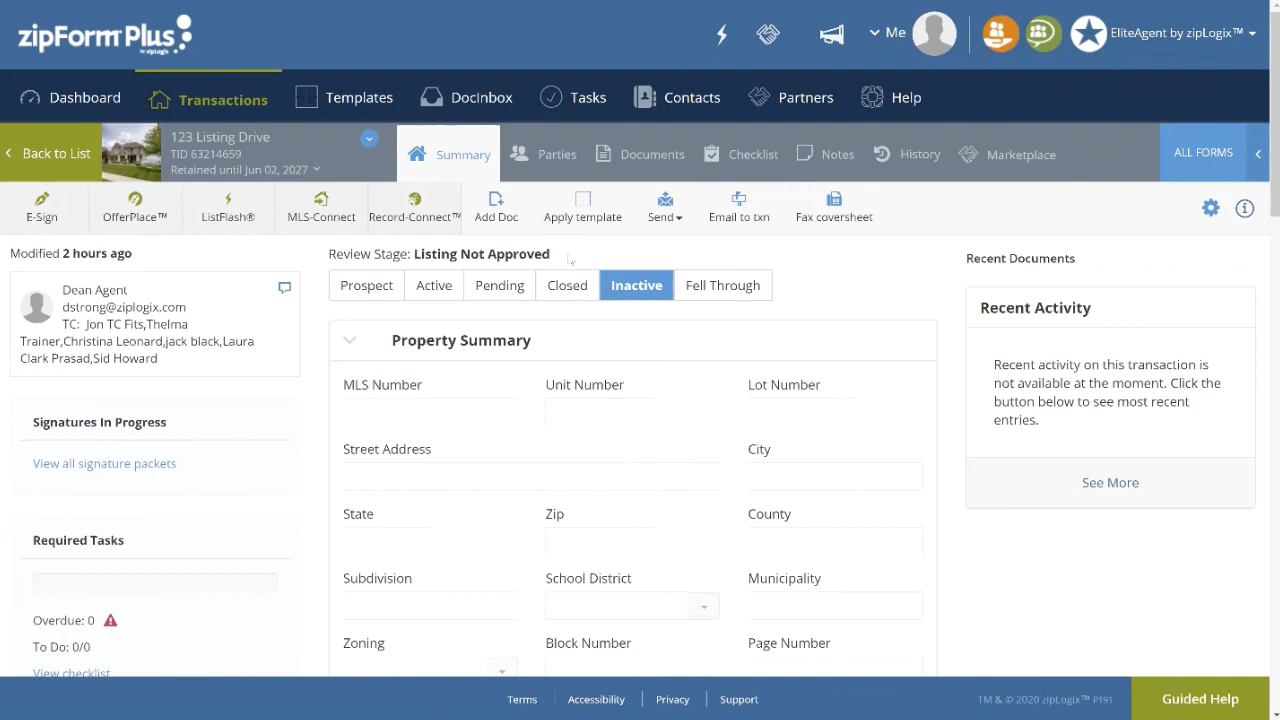 zipForm Plus
by zipLogix
Me
EliteAgent by zipLogix™
Dashboard
Transactions
Templates
DocInbox
Tasks
Contacts
Partners
Help
Back to List
123 Listing Drive
TID 63214659
Retained until Jun 02, 2027
Summary
Parties
Documents
Checklist
Notes
History
Marketplace
ALL FORMS
E-Sign
OfferPlace™
ListFlash®
MLS-Connect
Record-Connect™
Add Doc
Apply template
Send
Email to txn
Fax coversheet
Modified 2 hours ago
Dean Agent
dstrong@ziplogix.com
TC: Jon TC Fits,Thelma
Trainer,Christina Leonard,jack black,Laura
Clark Prasad,Sid Howard
Signatures In Progress
View all signature packets
Required Tasks
Overdue: 0
To Do: 0/0
View checklist
Review Stage: Listing Not Approved
Prospect
Active
Pending
Closed
Inactive
Fell Through
Property Summary
MLS Number
Unit Number
Lot Number
Street Address
City
State
Zip
County
Subdivision
School District
Municipality
Zoning
Block Number
Page Number
Recent Documents
Recent Activity
Recent activity on this transaction is
not available at the moment. Click the
button below to see most recent
entries.
See More
Terms
Accessibility
Privacy
Support
TM & © 2020 zipLogix™ P191
Guided Help